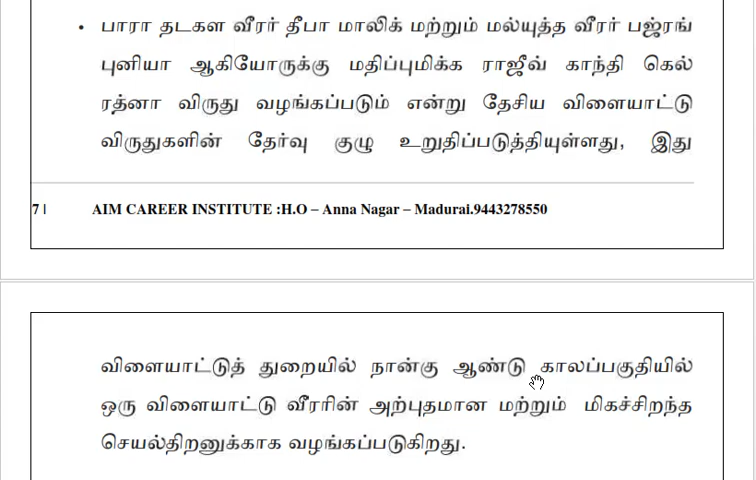 • பாரா தடகள வீரர் தீபா மாலிக் மற்றும் மல்யுத்த வீரர் பஜ்ரங்
புனியா ஆகியோருக்கு மதிப்புமிக்க ராஜீவ் காந்தி கெல்
ரத்னா விருது வழங்கப்படும் என்று தேசிய விளையாட்டு
விருதுகளின் தேர்வு குழு உறுதிப்படுத்தியுள்ளது, இது
7 | AIM CAREER INSTITUTE :H.O – Anna Nagar – Madurai.9443278550
விளையாட்டுத் துறையில் நான்கு ஆண்டு காலப்பகுதியில்
ஒரு விளையாட்டு வீரரின் அற்புதமான மற்றும் மிகச்சிறந்த
செயல்திறனுக்காக வழங்கப்படுகிறது.